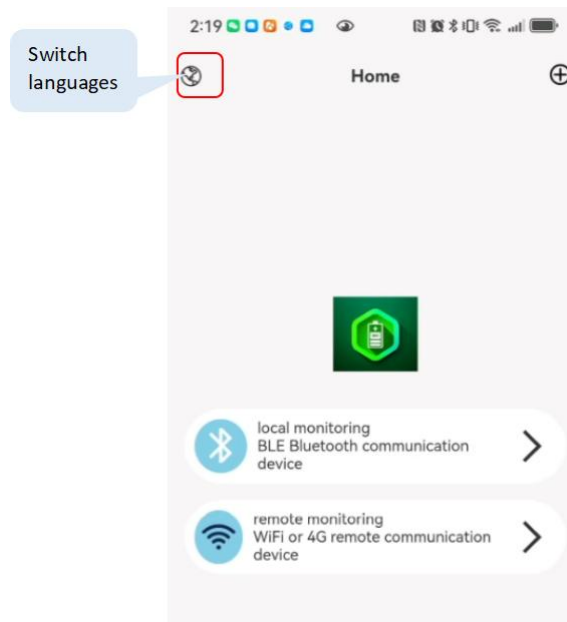 2:19
Switch
languages
Home
local monitoring
BLE Bluetooth communication
device
remote monitoring
WiFi or 4G remote communication
device